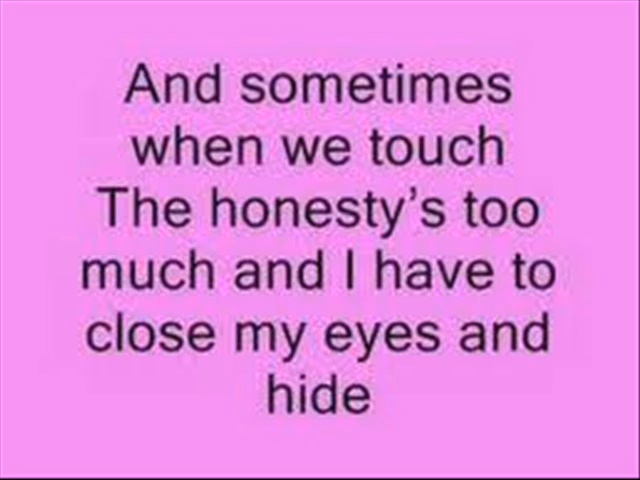 And sometimes
when we touch
The honesty's too
much and I have to
close my eyes and
hide